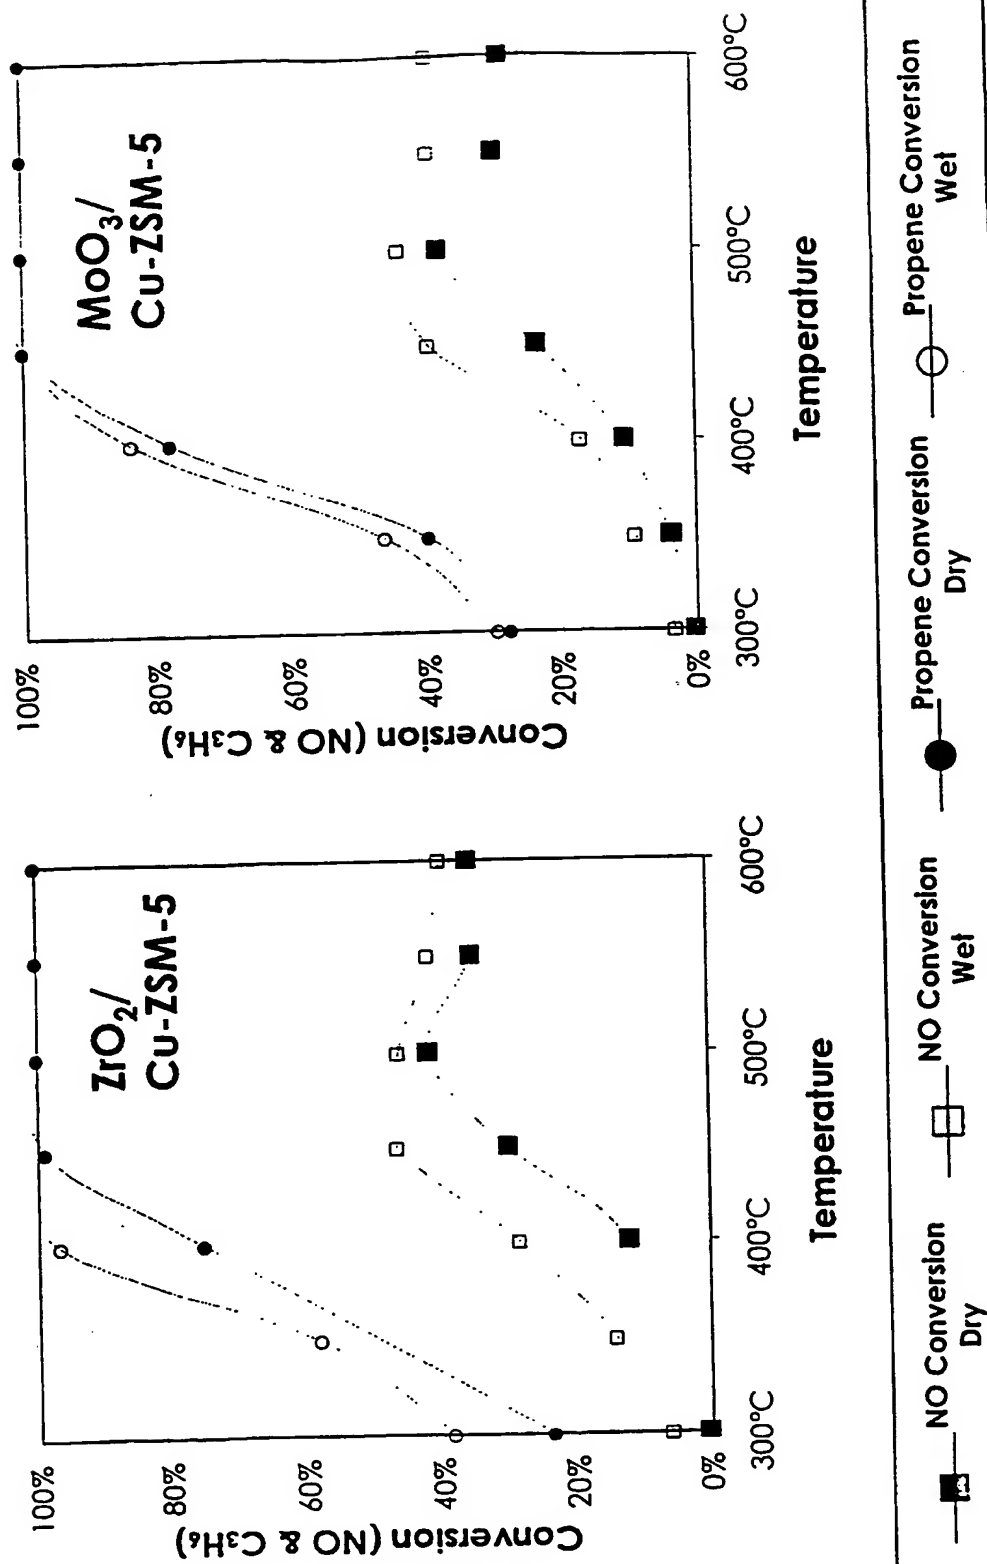 ZrO2/
Cu-ZSM-5
Conversion (NO & C3H6)
100%
80%
60%
40%
20%
0%
300°C
400°C
500°C
600°C
Temperature
MoO3/
Cu-ZSM-5
Conversion (NO & C3H6)
100%
80%
60%
40%
20%
0%
300°C
400°C
500°C
600°C
Temperature
NO Conversion
Dry
NO Conversion
Wet
Propene Conversion
Dry
Propene Conversion
Wet